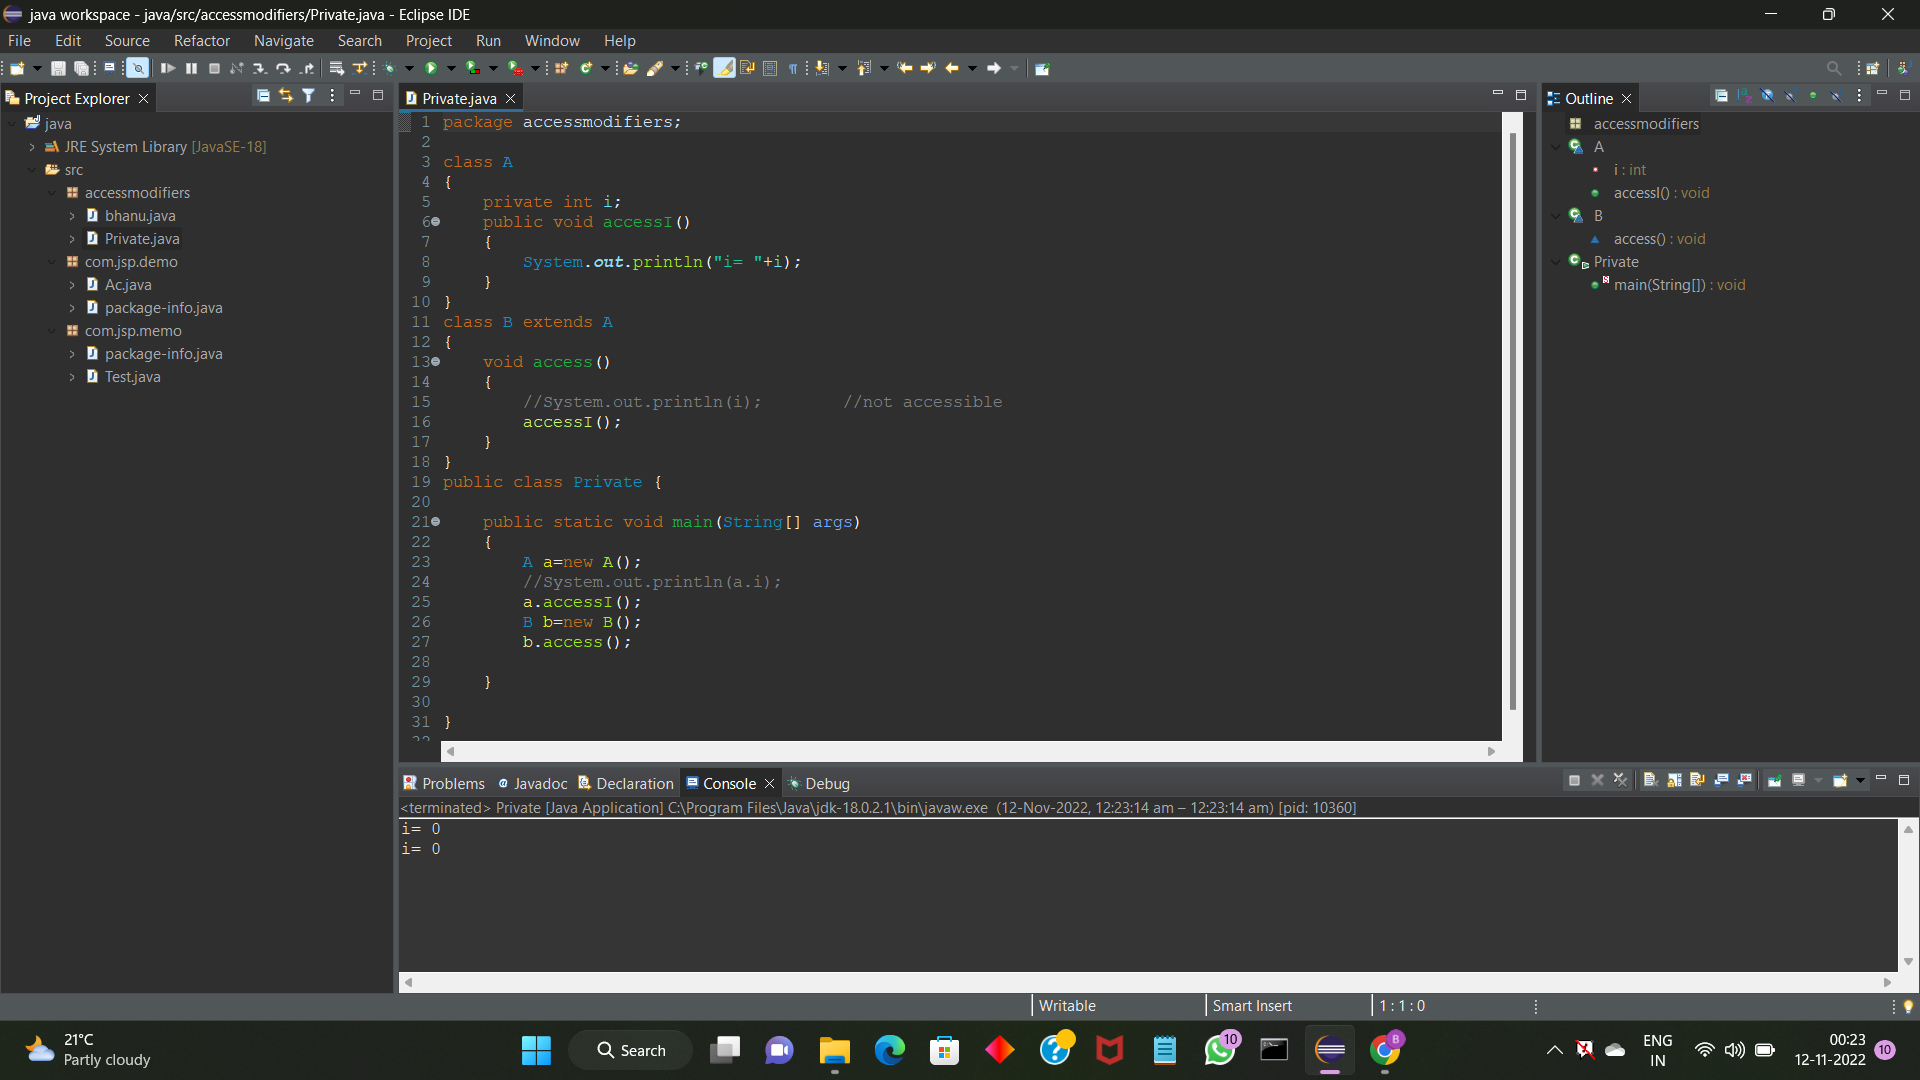 java workspace - java/src/accessmodifiers/Private.java - Eclipse IDE
File Edit Source Refactor Navigate Search Project Run Window Help
Project Explorer
java
JRE System Library [JavaSE-18]
src
accessmodifiers
bhanu.java
Private.java
com.jsp.demo
Ac.java
package-info.java
com.jsp.memo
package-info.java
Test.java
Private.java
1 package accessmodifiers;
2
3 class A
4 {
5 private int i;
6 public void accessI()
7 {
8 System.out.println("i= "+i);
9 }
10 }
11 class B extends A
12 {
13 void access()
14 {
15 //System.out.println(i); //not accessible
16 accessI();
17 }
18 }
19 public class Private {
20
21 public static void main(String[] args)
22 {
23 A a=new A();
24 //System.out.println(a.i);
25 a.accessI();
26 B b=new B();
27 b.access();
28
29 }
30
31 }
Outline
accessmodifiers
A
i : int
accessI() : void
B
access() : void
Private
main(String[]) : void
Problems @ Javadoc Declaration Console Debug
<terminated> Private [Java Application] C:\Program Files\Java\jdk-18.0.2.1\bin\javaw.exe (12-Nov-2022, 12:23:14 am – 12:23:14 am) [pid: 10360]
i= 0
i= 0
Writable Smart Insert 1 : 1 : 0
21°C
Partly cloudy
Search
10
B
ENG
IN
00:23
12-11-2022
10